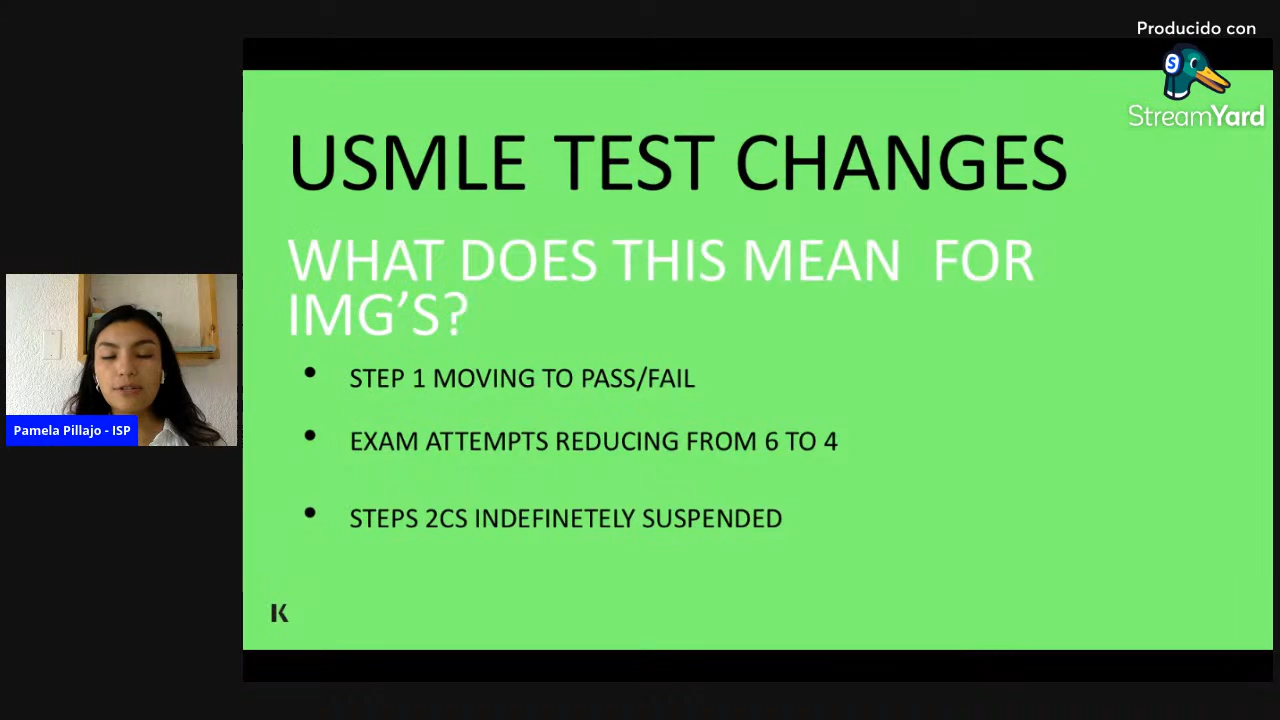 Producido con
StreamYard
USMLE TEST CHANGES
WHAT DOES THIS MEAN FOR
IMG’S?
• STEP 1 MOVING TO PASS/FAIL
• EXAM ATTEMPTS REDUCING FROM 6 TO 4
• STEPS 2CS INDEFINETELY SUSPENDED
Pamela Pillajo - ISP
K